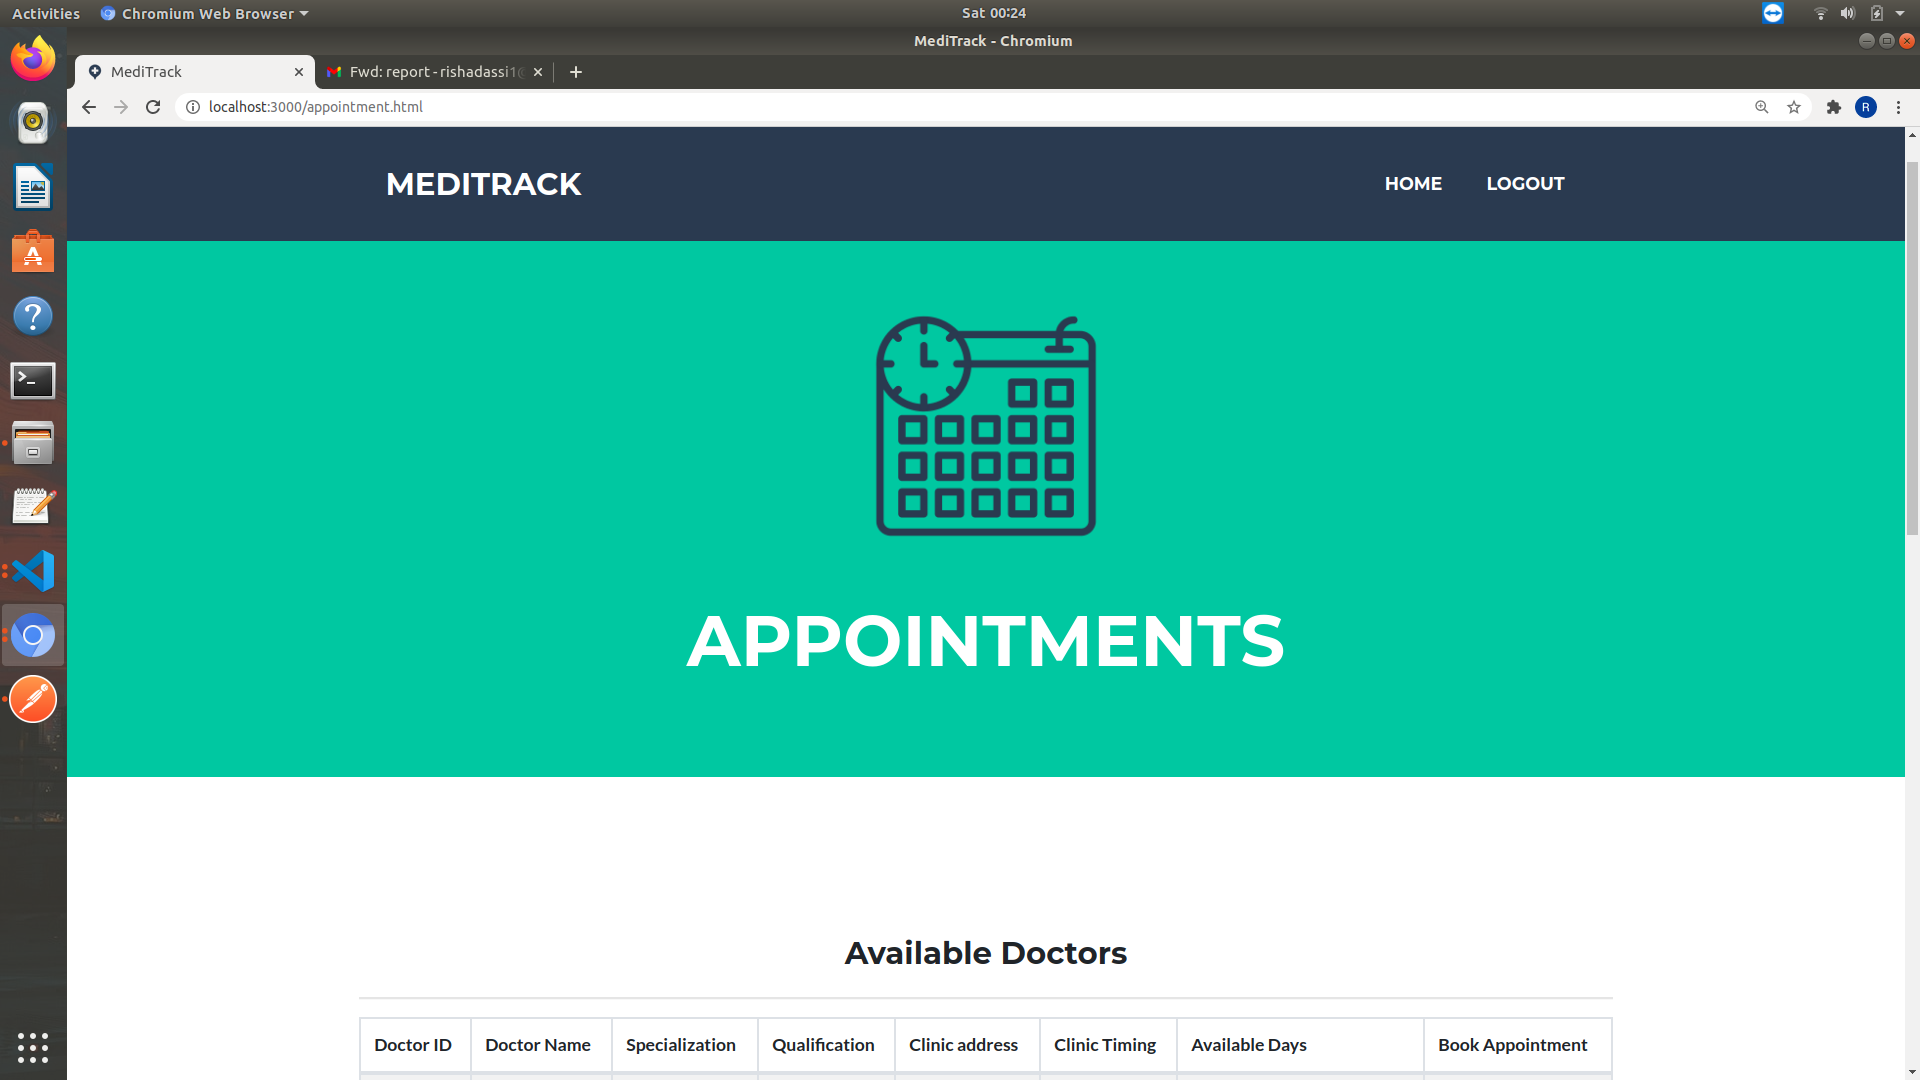 Activities
Chromium Web Browser
Sat 00:24
MediTrack - Chromium
MediTrack
Fwd: report - rishadassi1@
localhost:3000/appointment.html
R
MEDITRACK
HOME
LOGOUT
APPOINTMENTS
Available Doctors
Doctor ID
Doctor Name
Specialization
Qualification
Clinic address
Clinic Timing
Available Days
Book Appointment